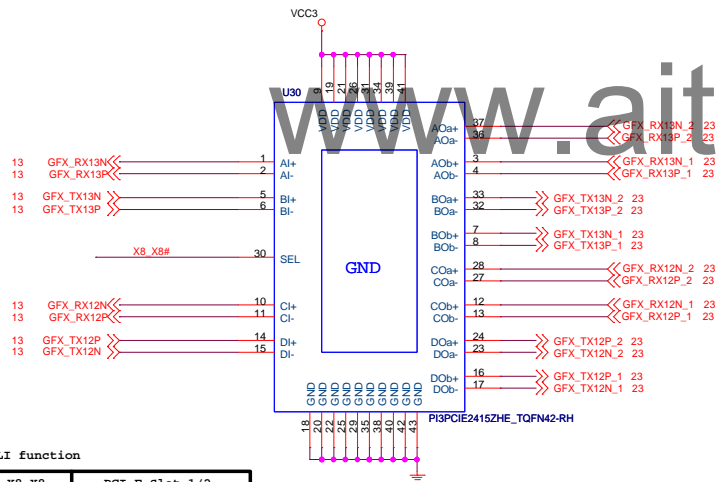 VCC3
www.ait
U30
9 19 21 26 31 34 39 41
VDD VDD VDD VDD VDD VDD VDD VDD
13 GFX_RX13N 1 AI+
13 GFX_RX13P 2 AI-
13 GFX_TX13N 5 BI+
13 GFX_TX13P 6 BI-
X8_X8# 30 SEL
13 GFX_RX12N 10 CI+
13 GFX_RX12P 11 CI-
13 GFX_TX12P 14 DI+
13 GFX_TX12N 15 DI-
GND
AOa+ 37 GFX_RX13N_2 23
AOa- 36 GFX_RX13P_2 23
AOb+ 3 GFX_RX13N_1 23
AOb- 4 GFX_RX13P_1 23
BOa+ 33 GFX_TX13N_2 23
BOa- 32 GFX_TX13P_2 23
BOb+ 7 GFX_TX13N_1 23
BOb- 8 GFX_TX13P_1 23
COa+ 28 GFX_RX12N_2 23
COa- 27 GFX_RX12P_2 23
COb+ 12 GFX_RX12N_1 23
COb- 13 GFX_RX12P_1 23
DOa+ 24 GFX_TX12P_2 23
DOa- 23 GFX_TX12N_2 23
DOb+ 16 GFX_TX12P_1 23
DOb- 17 GFX_TX12N_1 23
GND GND GND GND GND GND GND GND GND GND
18 20 22 25 29 35 38 40 42 43
PI3PCIE2415ZHE_TQFN42-RH
LI function
X8_X8 PCI-E Slot 1/2